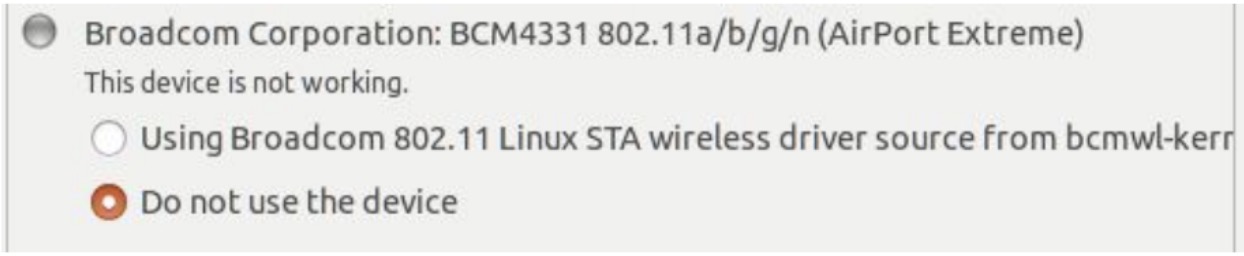 Broadcom Corporation: BCM4331 802.11a/b/g/n (AirPort Extreme)
This device is not working.
Using Broadcom 802.11 Linux STA wireless driver source from bcmwl-kerr
Do not use the device